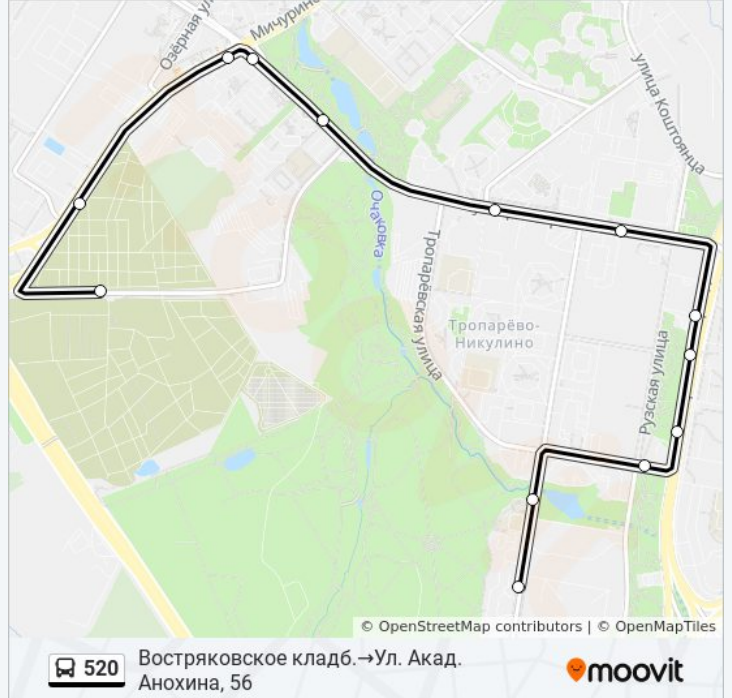 Озёрная ул
Мичурино
улица Коштоянца
Очаковка
Тропарёвская улица
Тропарёво-
Никулино
Рузская улица
© OpenStreetMap contributors | © OpenMapTiles
520
Востряковское кладб.→Ул. Акад.
Анохина, 56
moovit